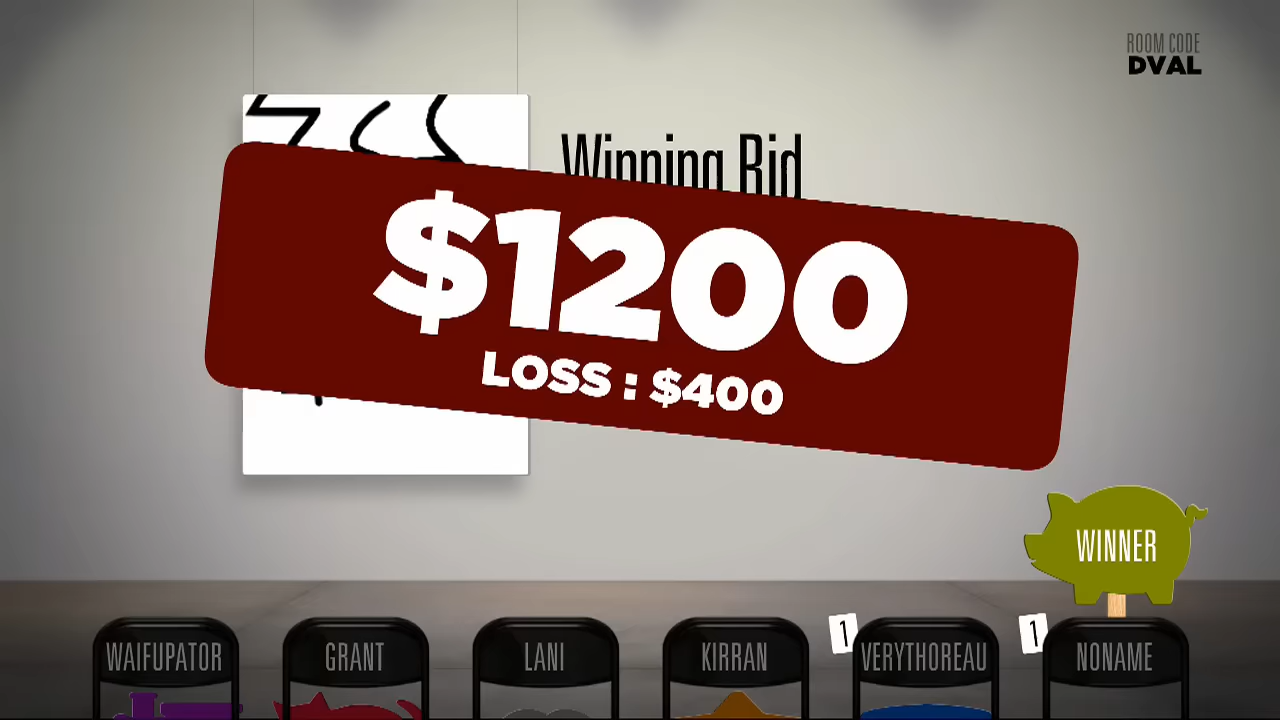 ROOM CODE
DVAL
Winning Bid
$1200
LOSS : $400
WINNER
1
1
WAIFUPATOR
GRANT
LANI
KIRRAN
VERYTHOREAU
NONAME